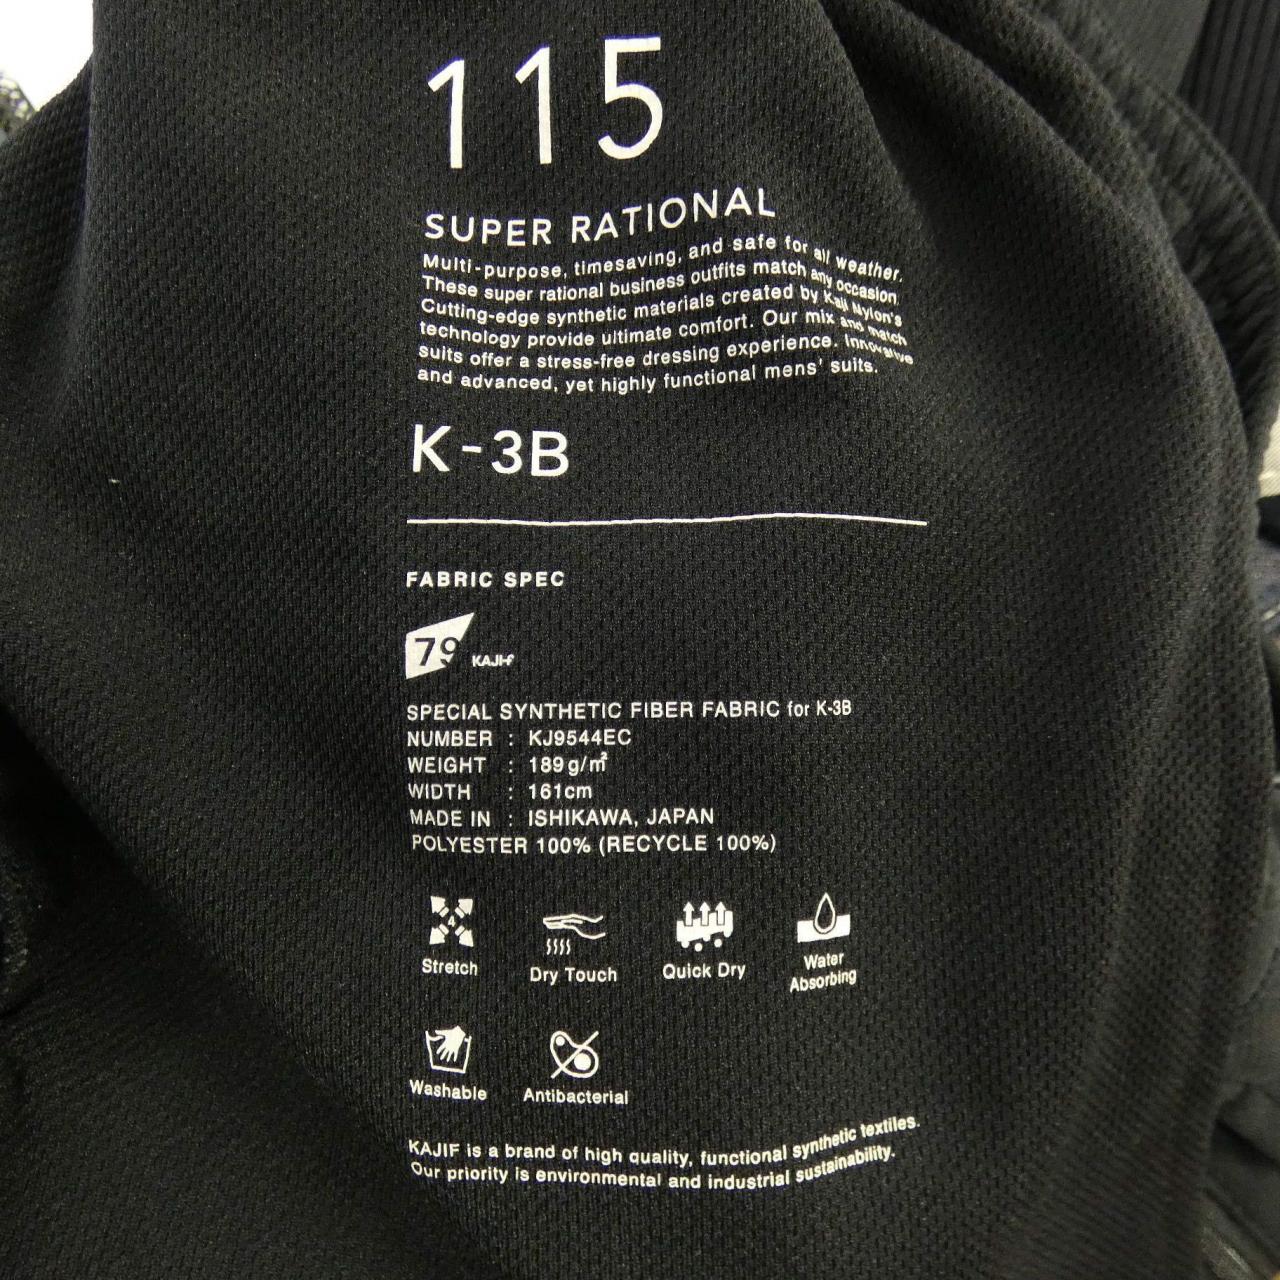 115
SUPER RATIONAL
Multi-purpose, timesaving, and safe for all weather.
These super rational business outfits match any occasion.
Cutting-edge synthetic materials created by Kaji Nylon's
technology provide ultimate comfort. Our mix and match
suits offer a stress-free dressing experience. Innovative
and advanced, yet highly functional mens' suits.
K-3B
FABRIC SPEC
79 KAJIF
SPECIAL SYNTHETIC FIBER FABRIC for K-3B
NUMBER : KJ9544EC
WEIGHT : 189g/㎡
WIDTH : 161cm
MADE IN : ISHIKAWA, JAPAN
POLYESTER 100% (RECYCLE 100%)
4
Stretch Dry Touch Quick Dry Water
Absorbing
Washable Antibacterial
KAJIF is a brand of high quality, functional synthetic textiles.
Our priority is environmental and industrial sustainability.